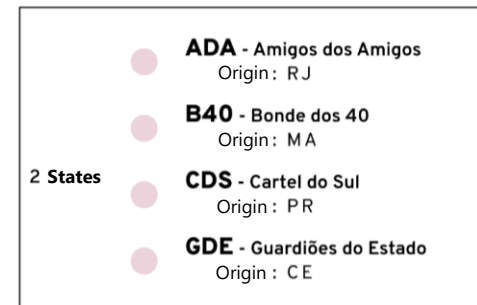 ADA - Amigos dos Amigos
Origin: RJ
B40 - Bonde dos 40
Origin: MA
2 States
CDS - Cartel do Sul
Origin: PR
GDE - Guardiões do Estado
Origin: CE